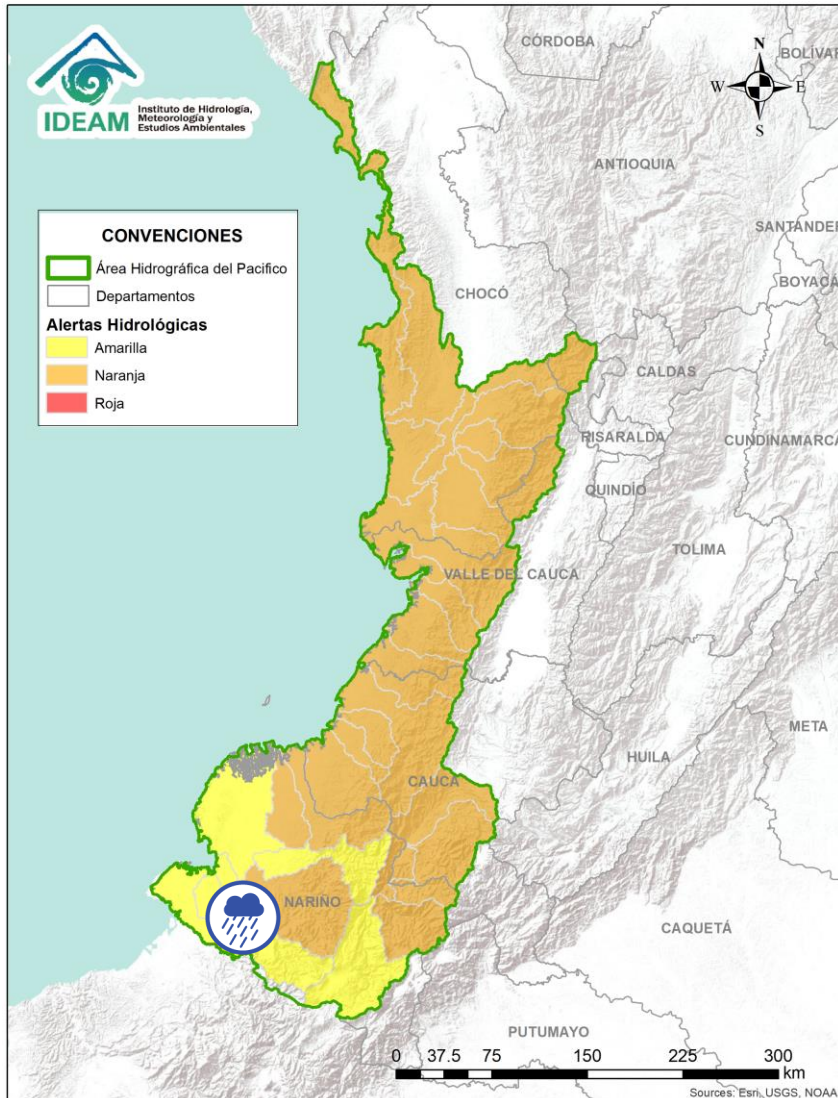 IDEAM
Instituto de Hidrología,
Meteorología y
Estudios Ambientales
N
W E
S
CÓRDOBA
BOLÍVAR
ANTIOQUIA
SANTANDER
BOYACÁ
CONVENCIONES
Área Hidrográfica del Pacifico
Departamentos
Alertas Hidrológicas
Amarilla
Naranja
Roja
CHOCÓ
CALDAS
RISARALDA
CUNDINAMARCA
QUINDÍO
TOLIMA
VALLE DEL CAUCA
META
HUILA
CAUCA
NARIÑO
CAQUETÁ
PUTUMAYO
0 37.5 75 150 225 300
km
Sources: Esri, USGS, NOAA